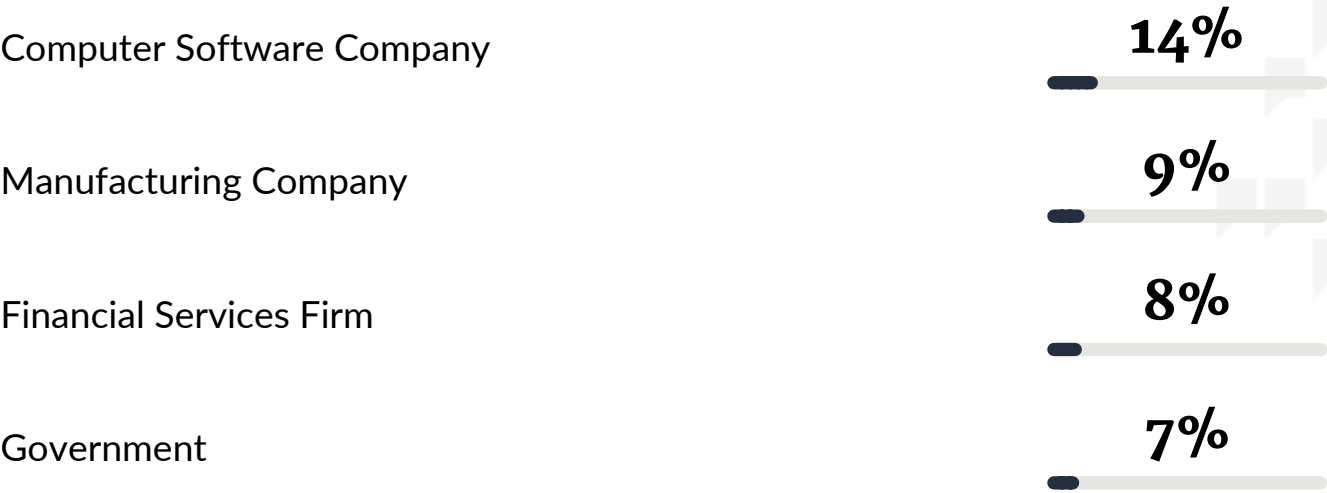 Computer Software Company
14%
Manufacturing Company
9%
Financial Services Firm
8%
Government
7%